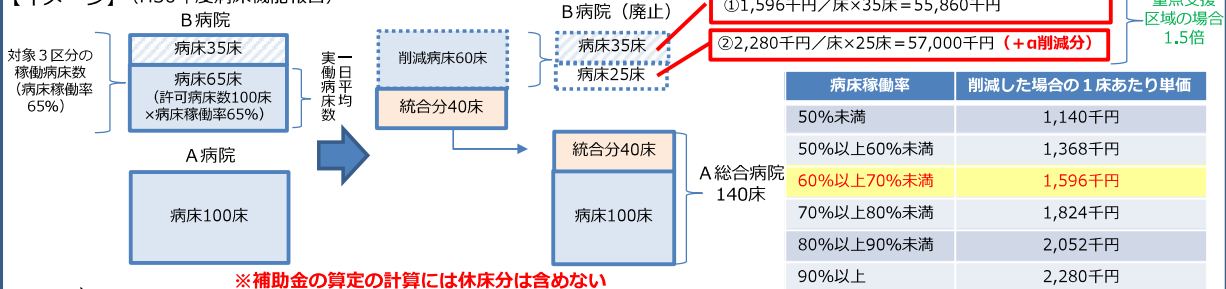 【イメージ】（H30年度病床機能報告）
B病院
対象３区分の
稼働病床数
（病床稼働率
65%）
病床35床
病床65床
（許可病床数100床
×病床稼働率65%）
一日平均
実働病床数
A病院
病床100床
削減病床60床
統合分40床
B病院（廃止）
病床35床
病床25床
統合分40床
病床100床
A総合病院
140床
①1,596千円／床×35床＝55,860千円
②2,280千円／床×25床＝57,000千円（+α削減分）
重点支援
区域の場合
1.5倍
病床稼働率 削減した場合の１床あたり単価
50%未満 1,140千円
50%以上60%未満 1,368千円
60%以上70%未満 1,596千円
70%以上80%未満 1,824千円
80%以上90%未満 2,052千円
90%以上 2,280千円
※補助金の算定の計算には休床分は含めない